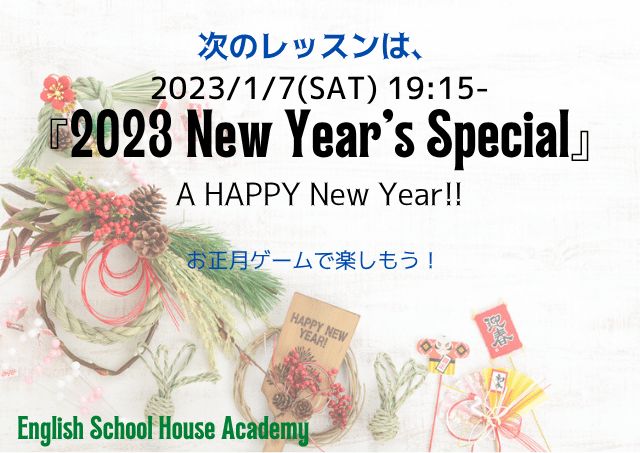 次のレッスンは、
2023/1/7(SAT) 19:15-
『2023 New Year's Special』
A HAPPY New Year!!
お正月ゲームで楽しもう！
HAPPY NEW
YEAR!
迎春
English School House Academy